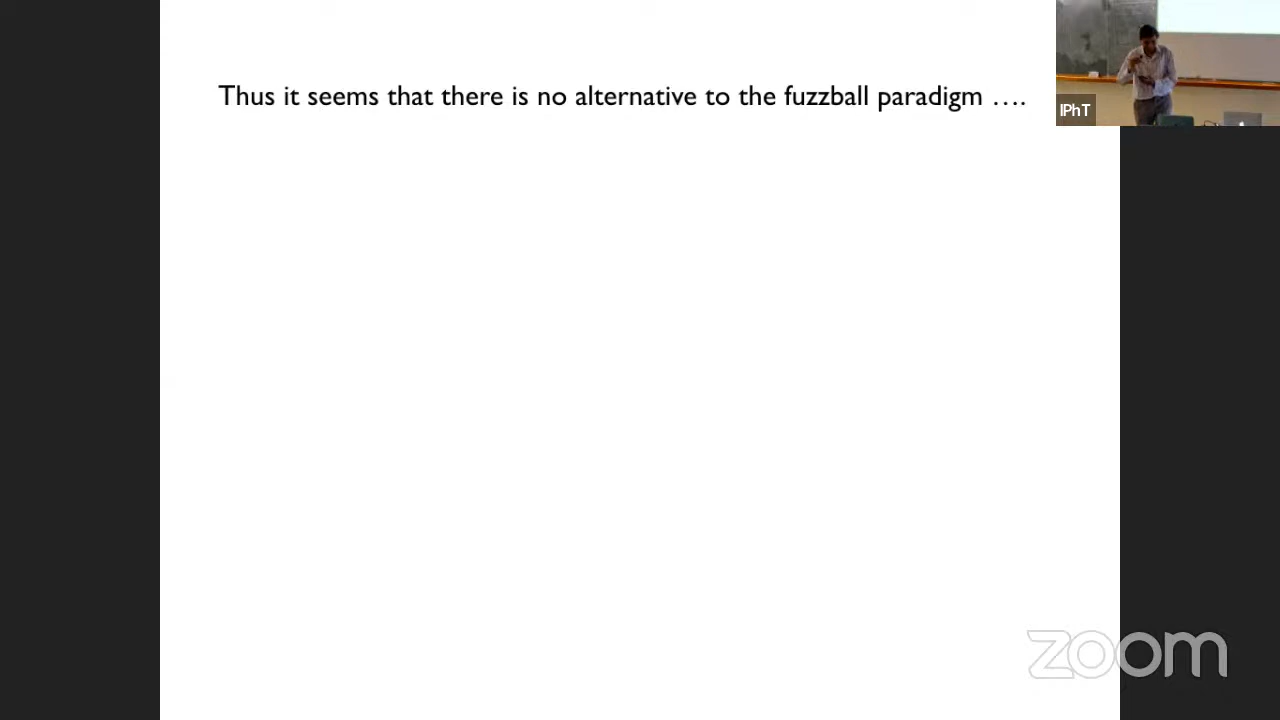 Thus it seems that there is no alternative to the fuzzball paradigm ….
IPhT
zoom